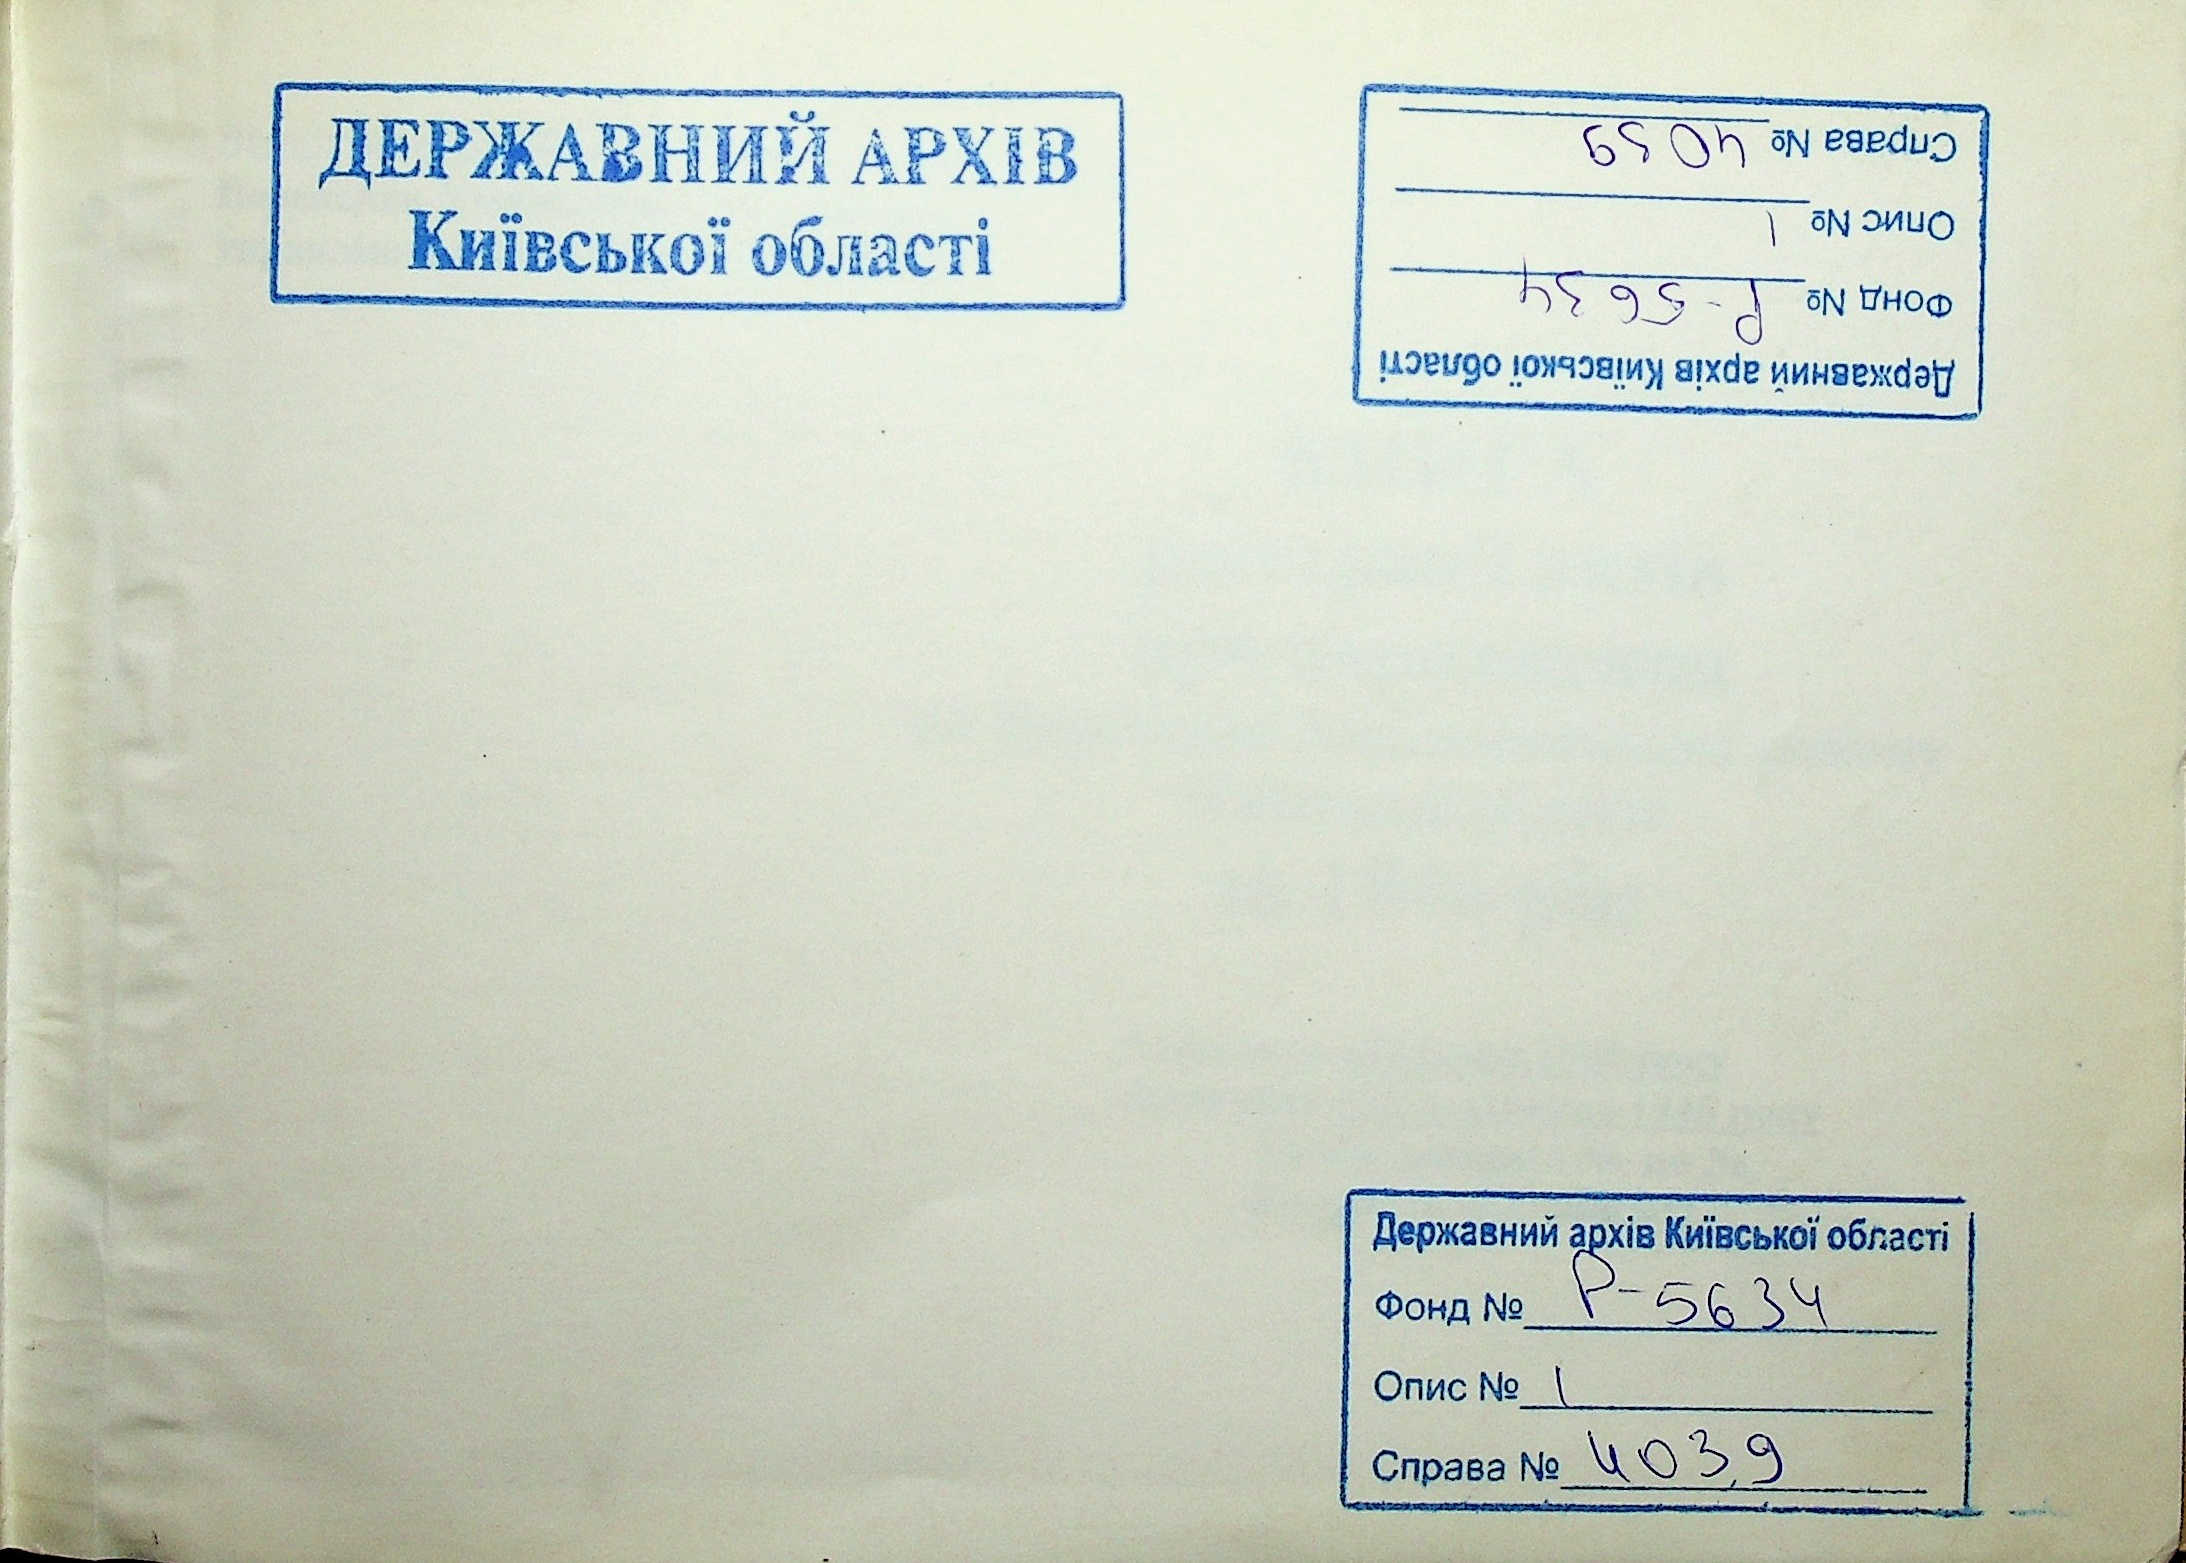 ДЕРЖАВНИЙ АРХІВ
Київської області
Державний архів Київської області
Фонд № Р-5634
Опис № 1
Справа № 4039
Державний архів Київської області
Фонд № Р-5634
Опис № 1
Справа № 4039